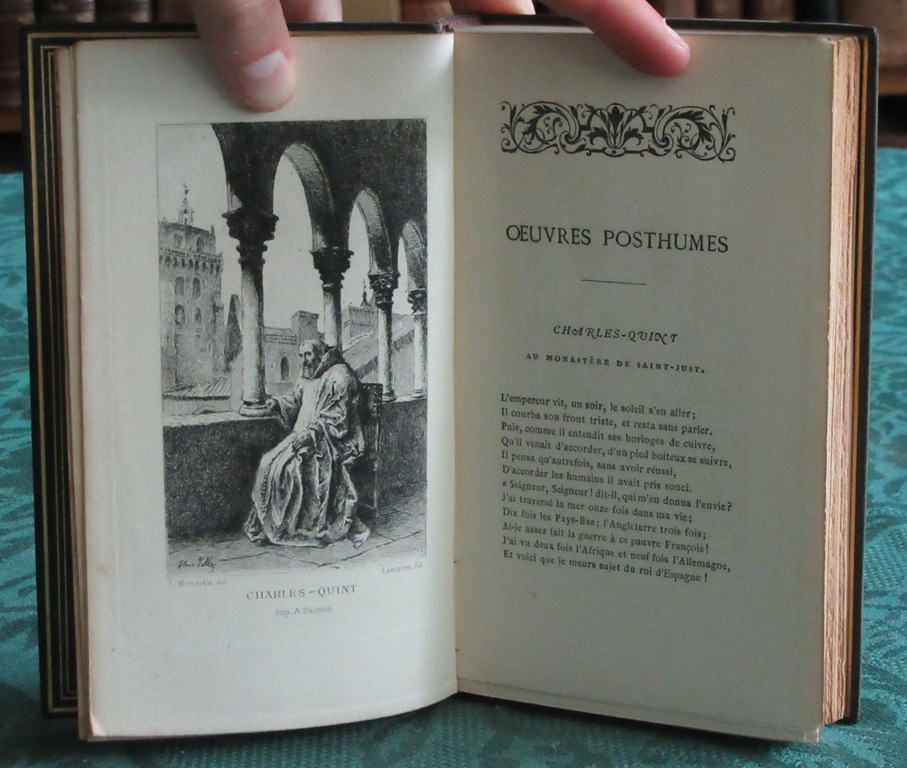 L. Monziès sc.
Lemerre Ed.
CHARLES-QUINT
Imp. A. Salmon
ŒUVRES POSTHUMES
CHARLES-QUINT
AU MONASTÈRE DE SAINT-JUST.
L'empereur vit, un soir, le soleil s'en aller;
Il courba son front triste, et resta sans parler.
Puis, comme il entendit ses horloges de cuivre,
Qu'il venait d'accorder, d'un pied boiteux se suivre,
Il pensa qu'autrefois, sans avoir réussi,
D'accorder les humains il avait pris souci.
« Seigneur, Seigneur! dit-il, qui m'en donna l'envie?
J'ai traversé la mer onze fois dans ma vie;
Dix fois les Pays-Bas; l'Angleterre trois fois;
Ai-je assez fait la guerre à ce pauvre François!
J'ai vu deux fois l'Afrique et neuf fois l'Allemagne,
Et voici que je meurs sujet du roi d'Espagne!